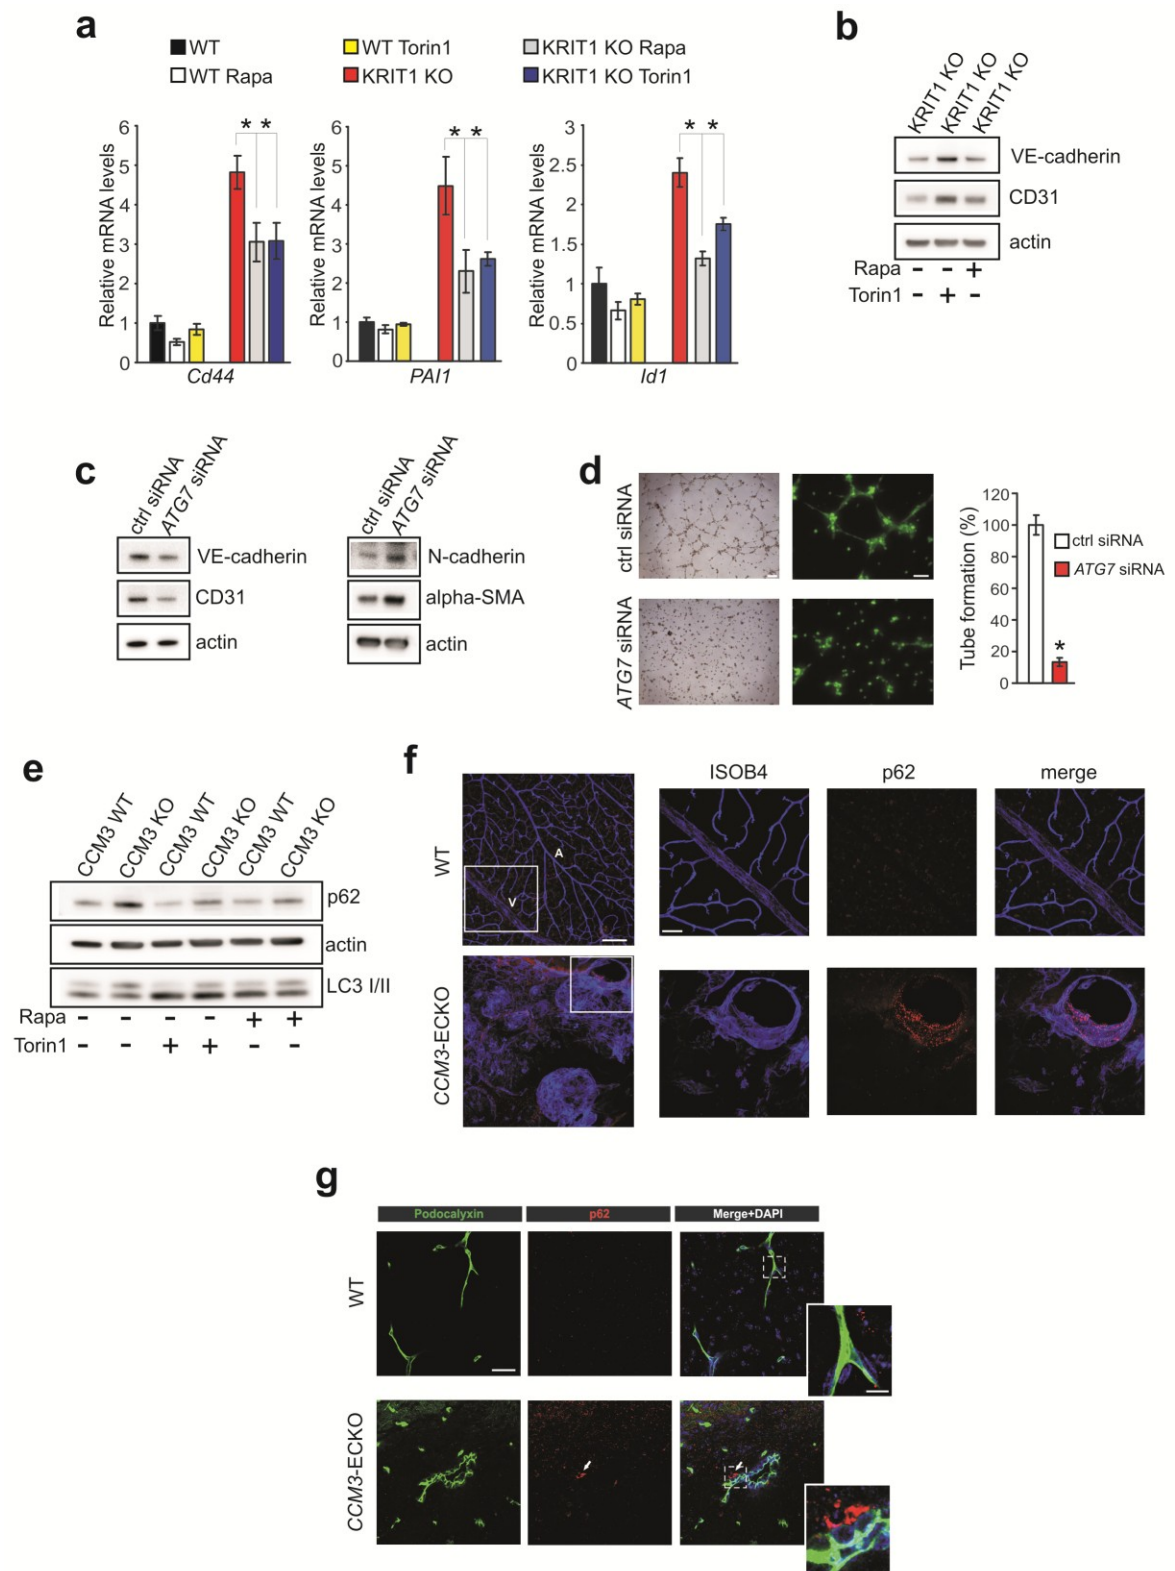 a
WT
WT Rapa
WT Torin1
KRIT1 KO
KRIT1 KO Rapa
KRIT1 KO Torin1
Relative mRNA levels
6
5
4
3
2
1
0
* *
Cd44
Relative mRNA levels
6
5
4
3
2
1
0
* *
PAI1
Relative mRNA levels
3
2.5
2
1.5
1
0.5
0
* *
Id1
b
KRIT1 KO
KRIT1 KO
KRIT1 KO
VE-cadherin
CD31
actin
Rapa - - +
Torin1 - + -
c
ctrl siRNA
ATG7 siRNA
VE-cadherin
CD31
actin
ctrl siRNA
ATG7 siRNA
N-cadherin
alpha-SMA
actin
d
ctrl siRNA
ATG7 siRNA
Tube formation (%)
120
100
80
60
40
20
0
*
ctrl siRNA
ATG7 siRNA
e
CCM3 WT
CCM3 KO
CCM3 WT
CCM3 KO
CCM3 WT
CCM3 KO
p62
actin
LC3 I/II
Rapa - - - - + +
Torin1 - - + + - -
f
ISOB4
p62
merge
WT
A
V
CCM3-ECKO
g
Podocalyxin
p62
Merge+DAPI
WT
CCM3-ECKO